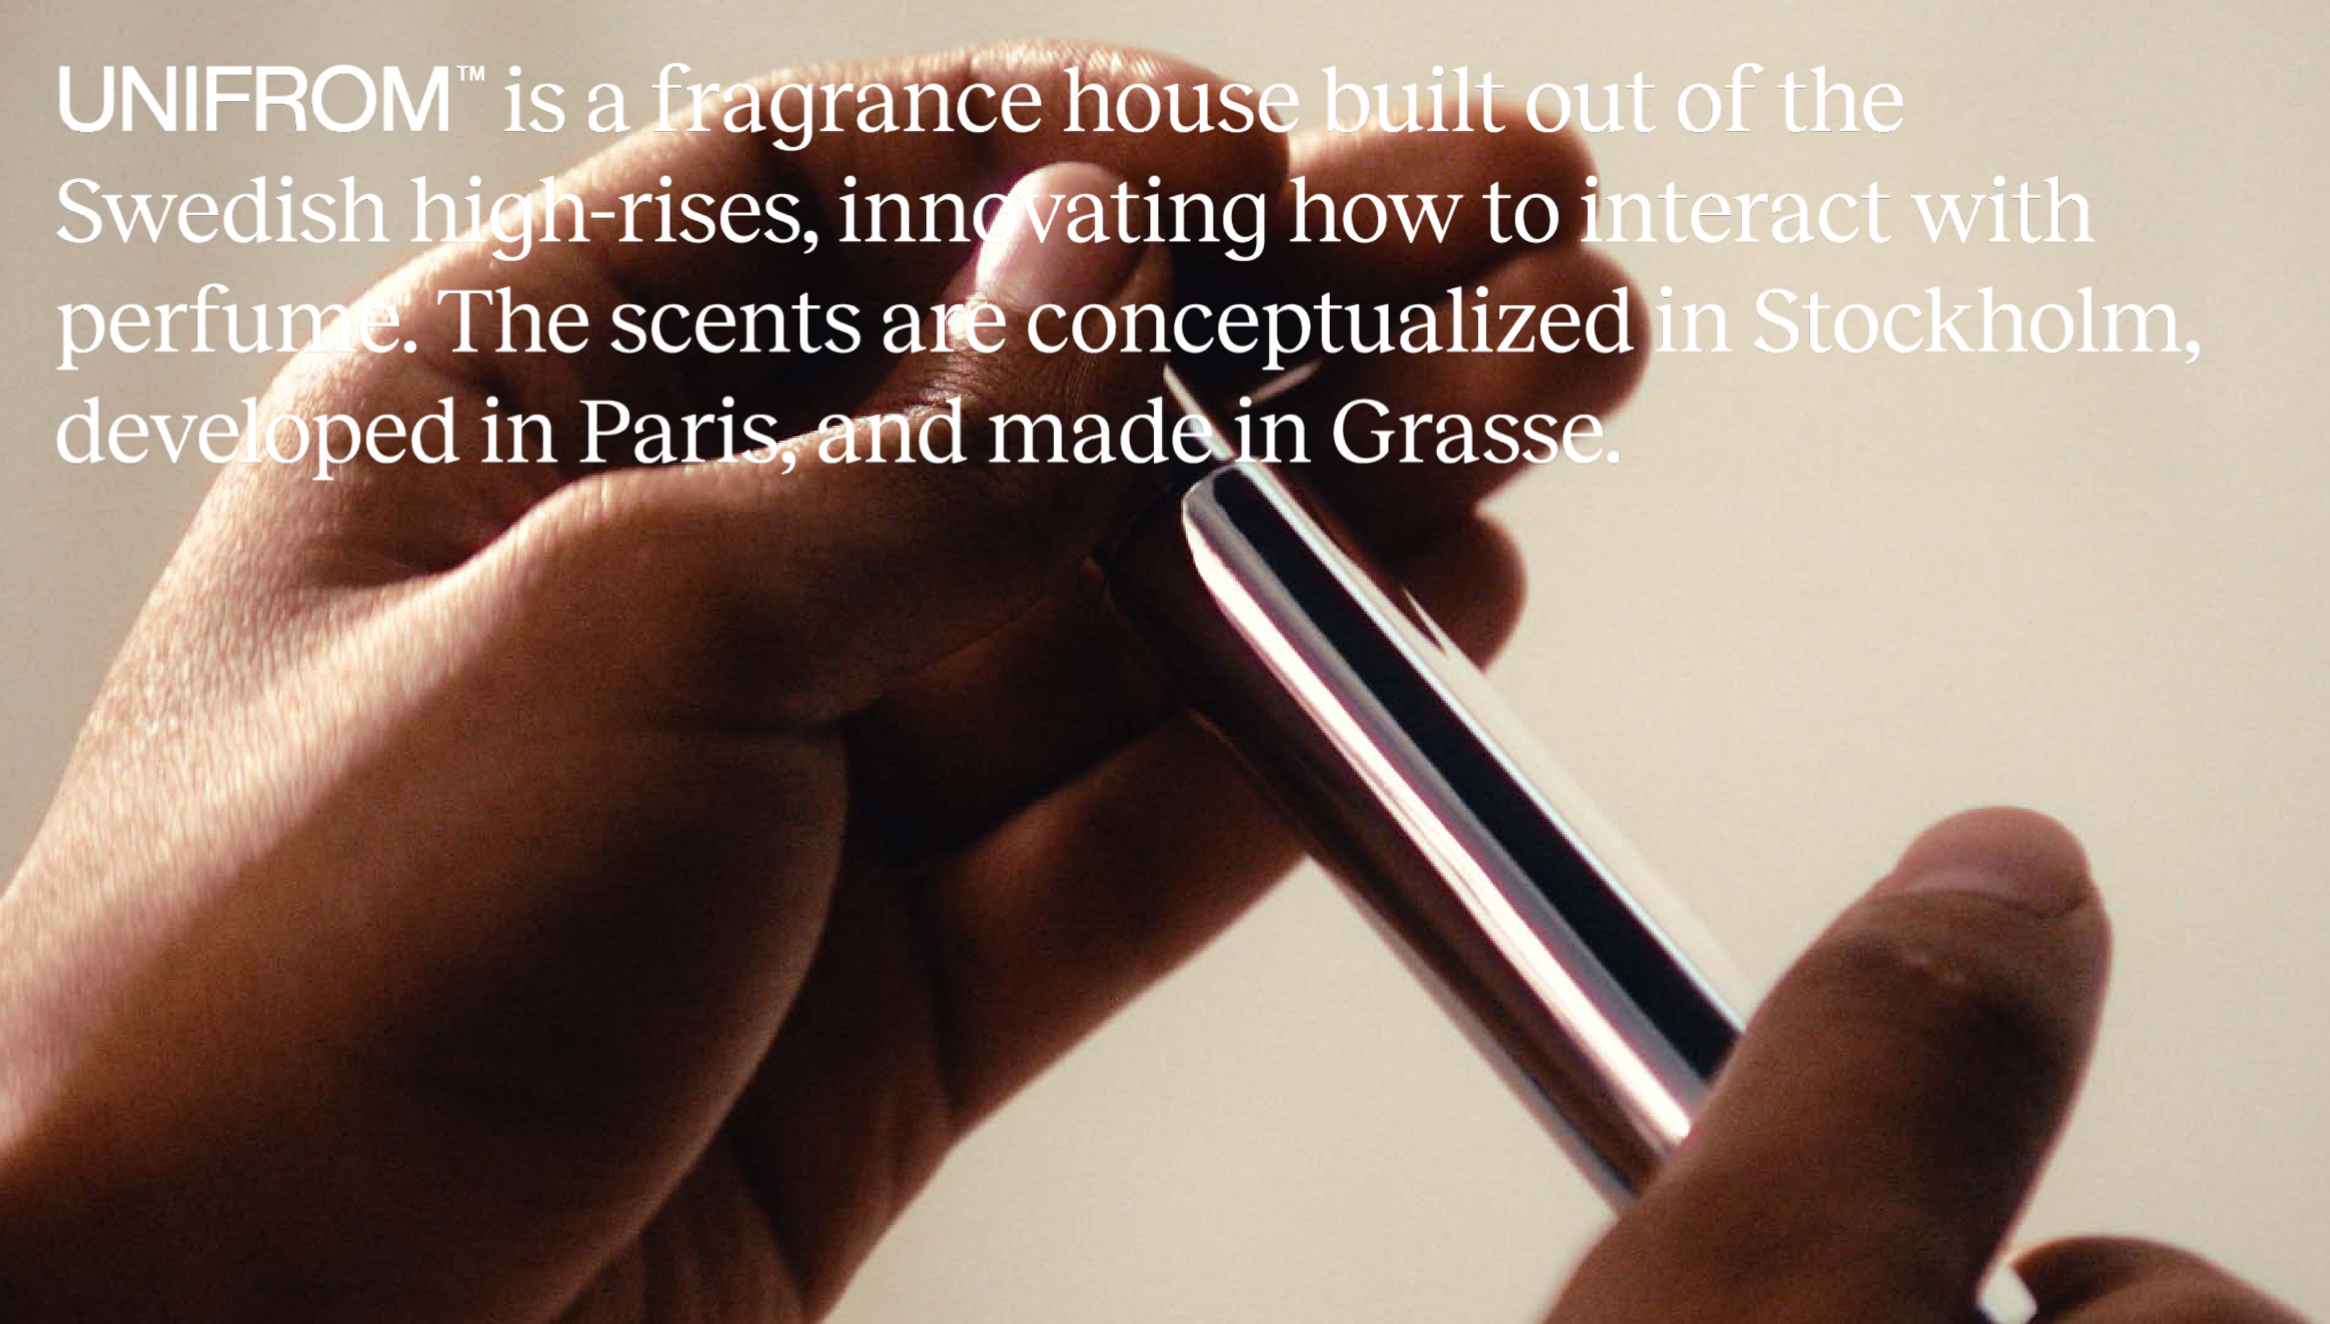 UNIFROM™ is a fragrance house built out of the
Swedish high-rises, innovating how to interact with
perfume. The scents are conceptualized in Stockholm,
developed in Paris, and made in Grasse.